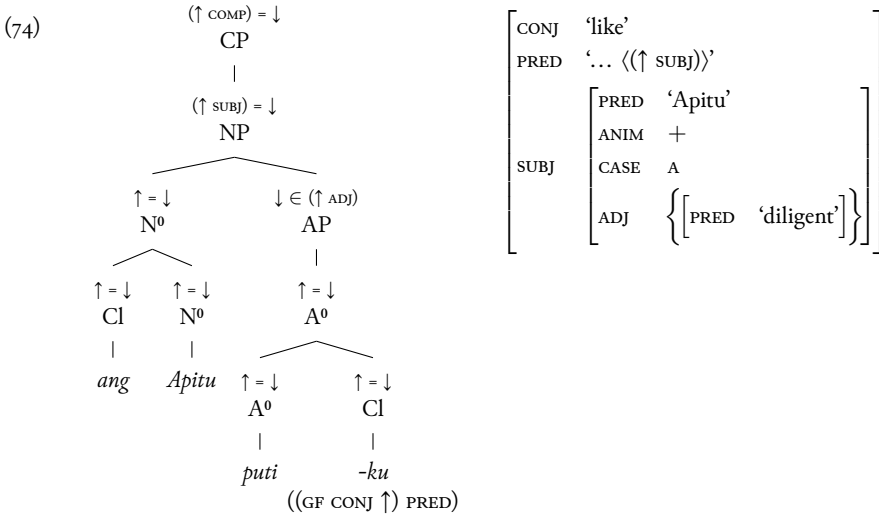 (74)
(↑ COMP) = ↓
CP
(↑ SUBJ) = ↓
NP
↑ = ↓ ↓ ∈ (↑ ADJ)
N⁰ AP
↑ = ↓ ↑ = ↓ ↑ = ↓
Cl N⁰ A⁰
ang Apitu ↑ = ↓ ↑ = ↓
A⁰ Cl
puti -ku
((GF CONJ ↑) PRED)
CONJ ‘like’
PRED ‘… ⟨(↑ SUBJ)⟩’
PRED ‘Apitu’
ANIM +
SUBJ CASE A
ADJ {[PRED ‘diligent’]}